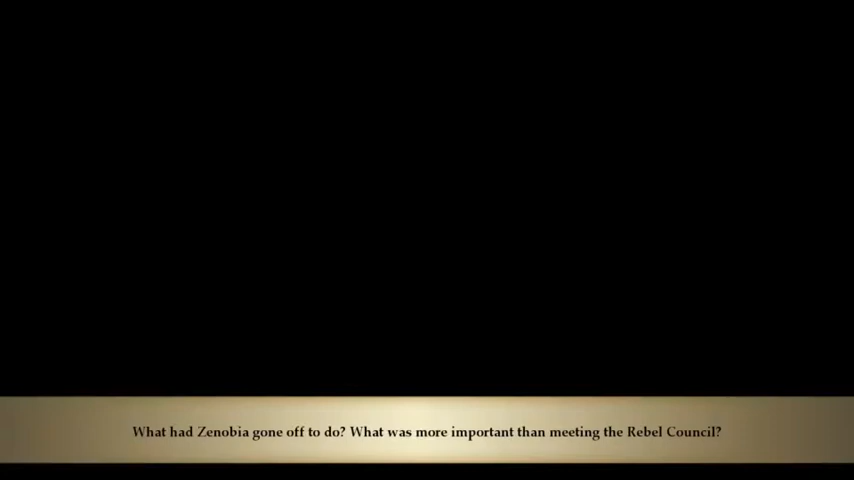 What had Zenobia gone off to do? What was more important than meeting the Rebel Council?